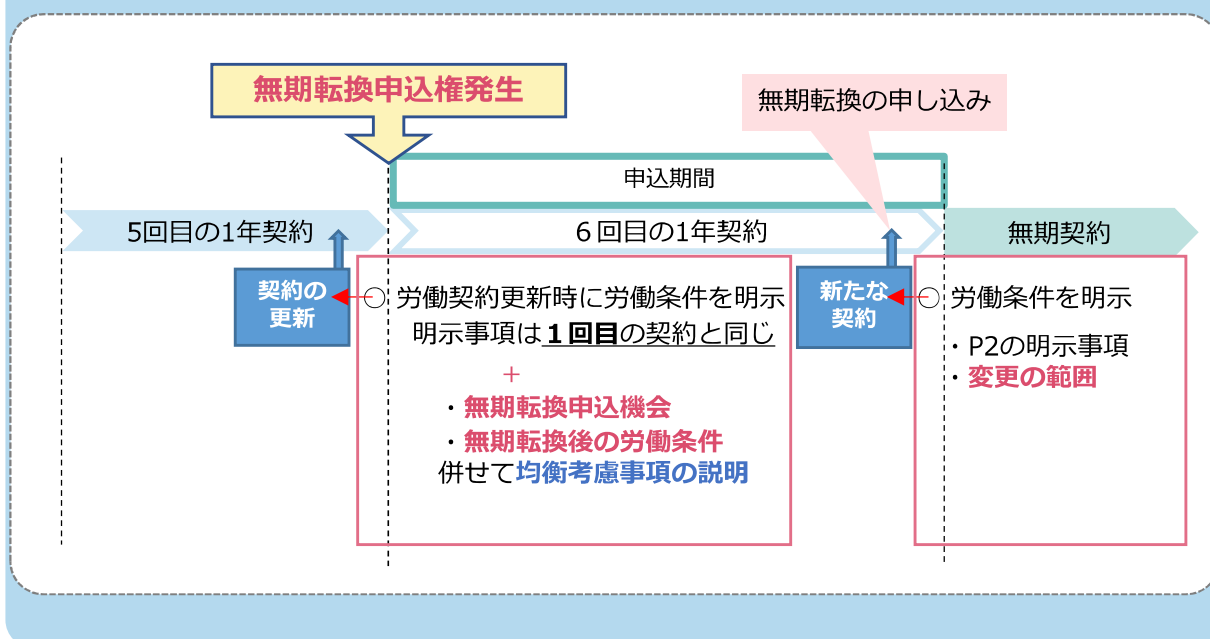 無期転換申込権発生
無期転換の申し込み
申込期間
5回目の1年契約
6回目の1年契約
無期契約
契約の
更新
○ 労働契約更新時に労働条件を明示
明示事項は１回目の契約と同じ
＋
・無期転換申込機会
・無期転換後の労働条件
併せて均衡考慮事項の説明
新たな
契約
○ 労働条件を明示
・P2の明示事項
・変更の範囲